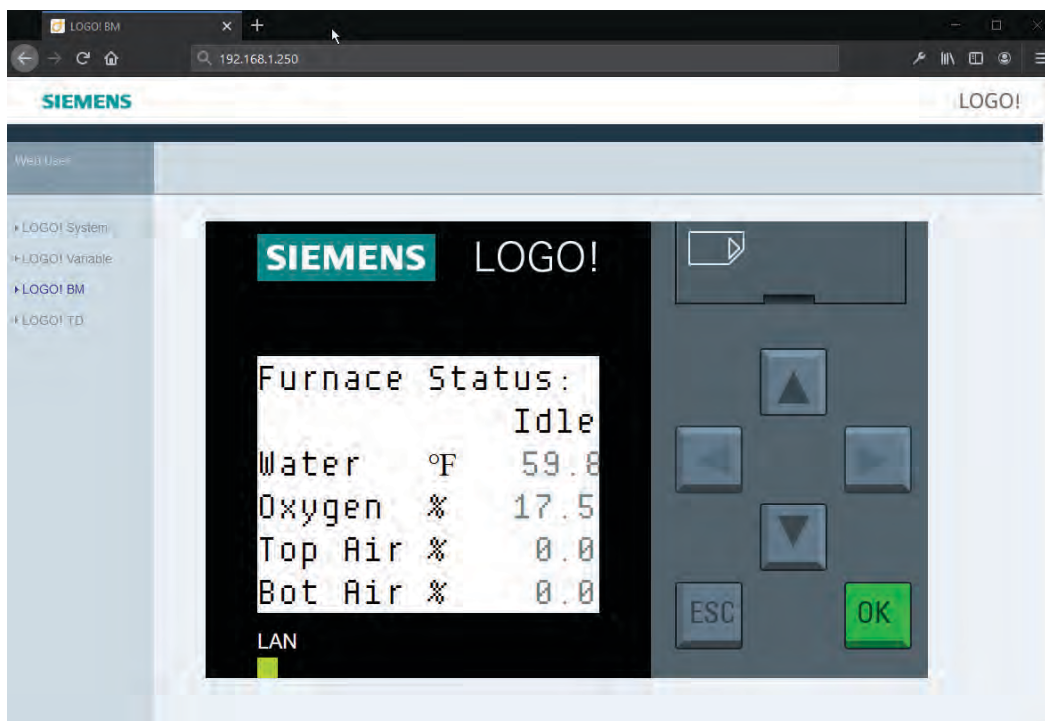 LOGO! BM
192.168.1.250
SIEMENS LOGO!
Web User
LOGO! System
LOGO! Variable
LOGO! BM
LOGO! TD
SIEMENS LOGO!
Furnace Status:
Idle
Water °F 59.8
Oxygen % 17.5
Top Air % 0.0
Bot Air % 0.0
LAN
ESC OK